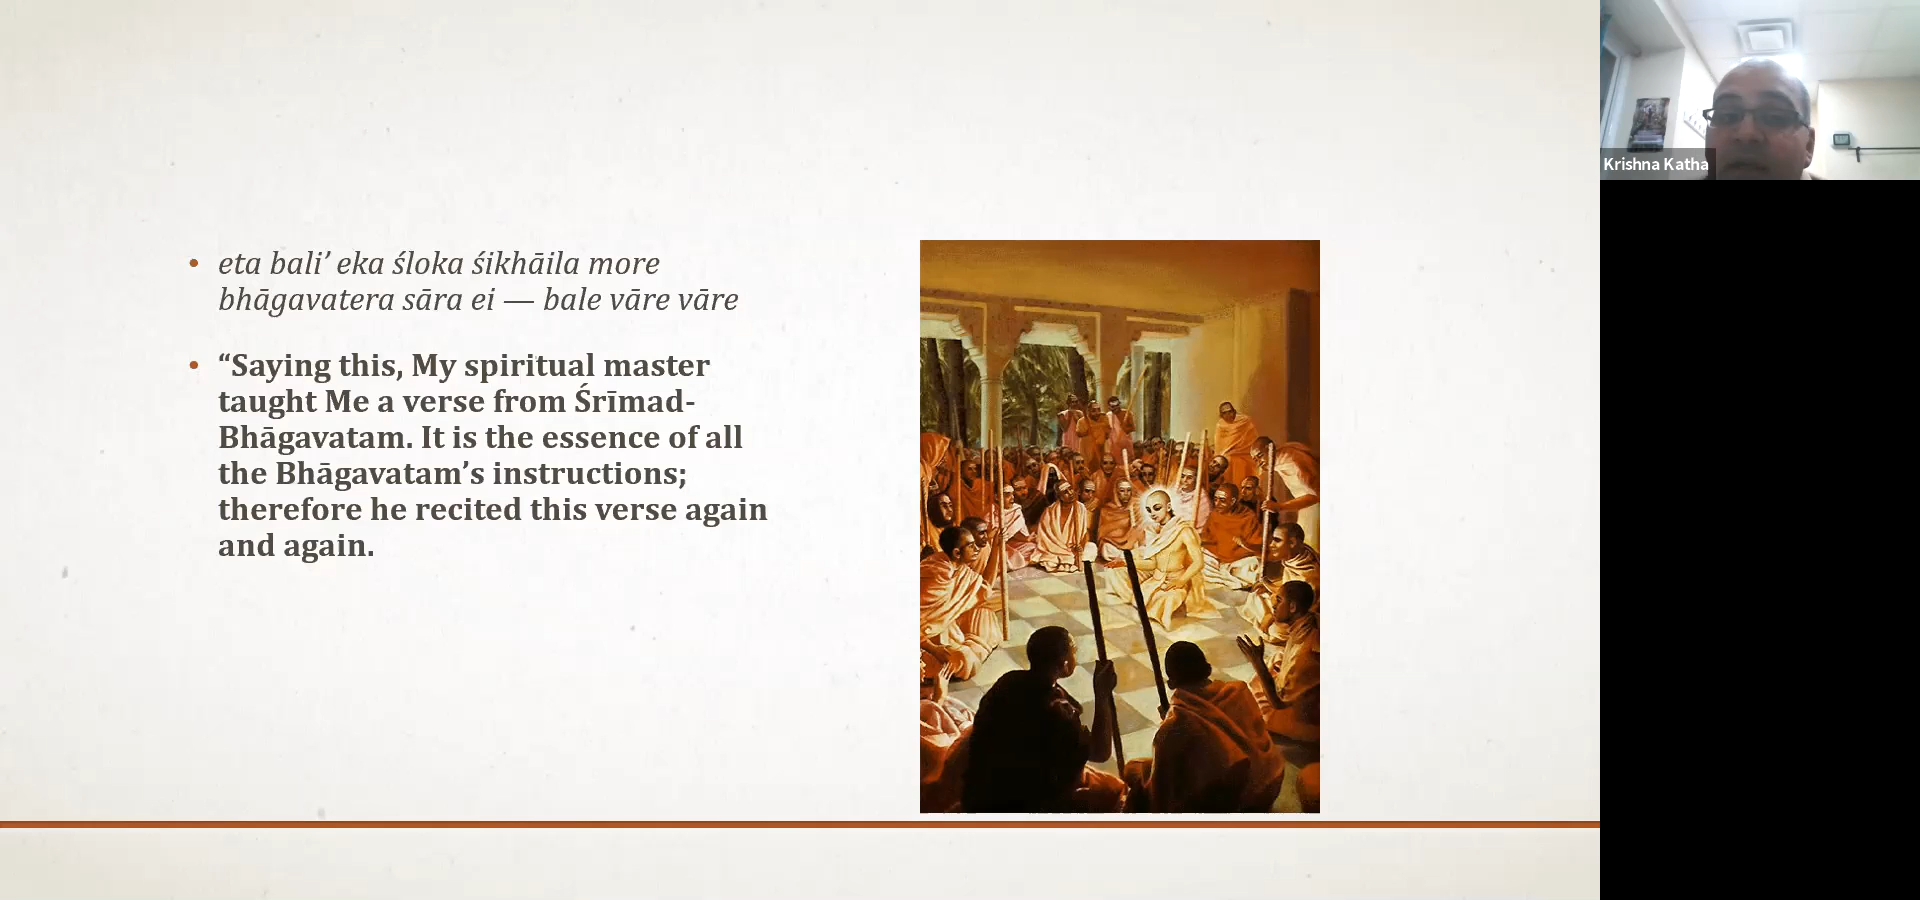 eta bali’ eka śloka śikhāila more
bhāgavatera sāra ei — bale vāre vāre
“Saying this, My spiritual master
taught Me a verse from Śrīmad-
Bhāgavatam. It is the essence of all
the Bhāgavatam’s instructions;
therefore he recited this verse again
and again.
Krishna Katha